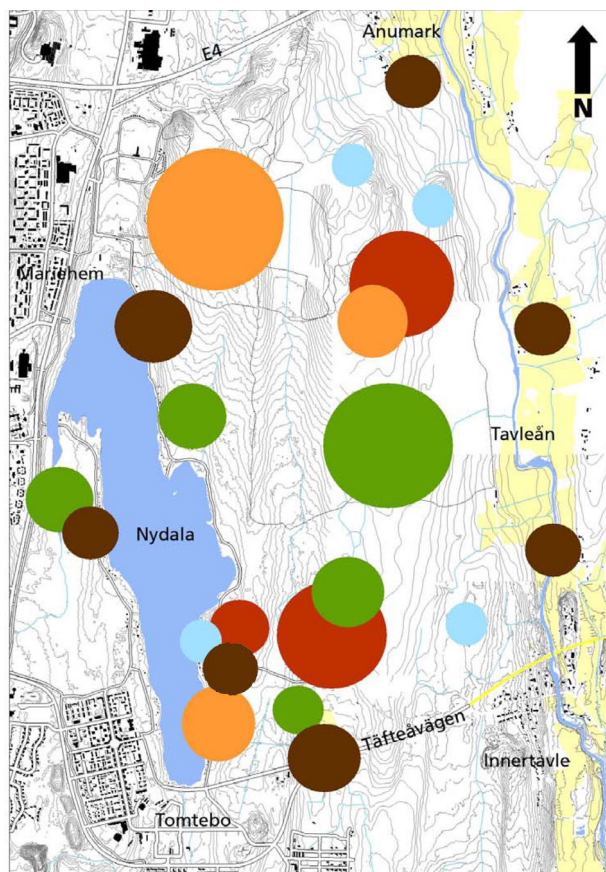 Anumark
E4
N
Mariehem
Tavleån
Nydala
Täfteåvägen
Innertavle
Tomtebo